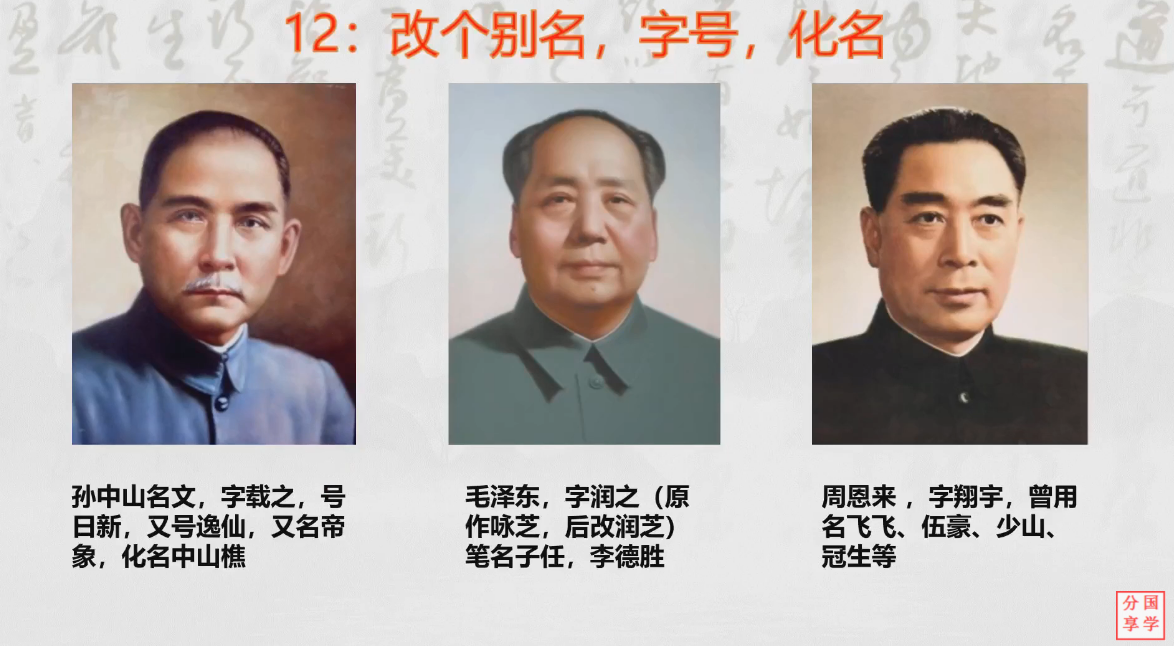 12：改个别名，字号，化名
孙中山名文，字载之，号
日新，又号逸仙，又名帝
象，化名中山樵
毛泽东，字润之（原
作咏芝，后改润芝）
笔名子任，李德胜
周恩来 ，字翔宇，曾用
名飞飞、伍豪、少山、
冠生等
国学
分享